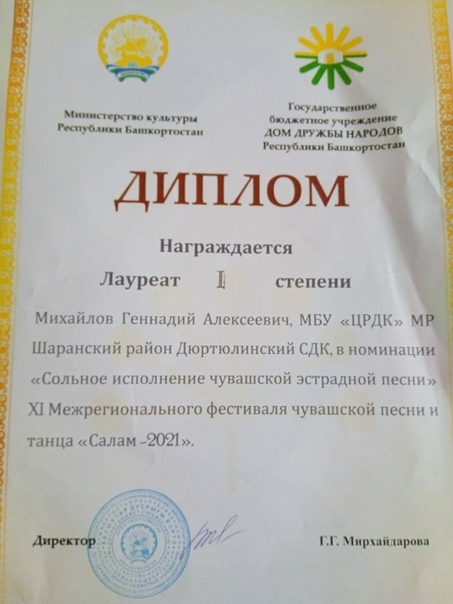 Министерство культуры
Республики Башкортостан
Государственное
бюджетное учреждение
ДОМ ДРУЖБЫ НАРОДОВ
Республики Башкортостан
ДИПЛОМ
Награждается
Лауреат I степени
Михайлов Геннадий Алексеевич, МБУ «ЦРДК» МР
Шаранский район Дюртюлинский СДК, в номинации
«Сольное исполнение чувашской эстрадной песни»
XI Межрегионального фестиваля чувашской песни и
танца «Салам -2021».
Директор Г.Г. Мирхайдарова